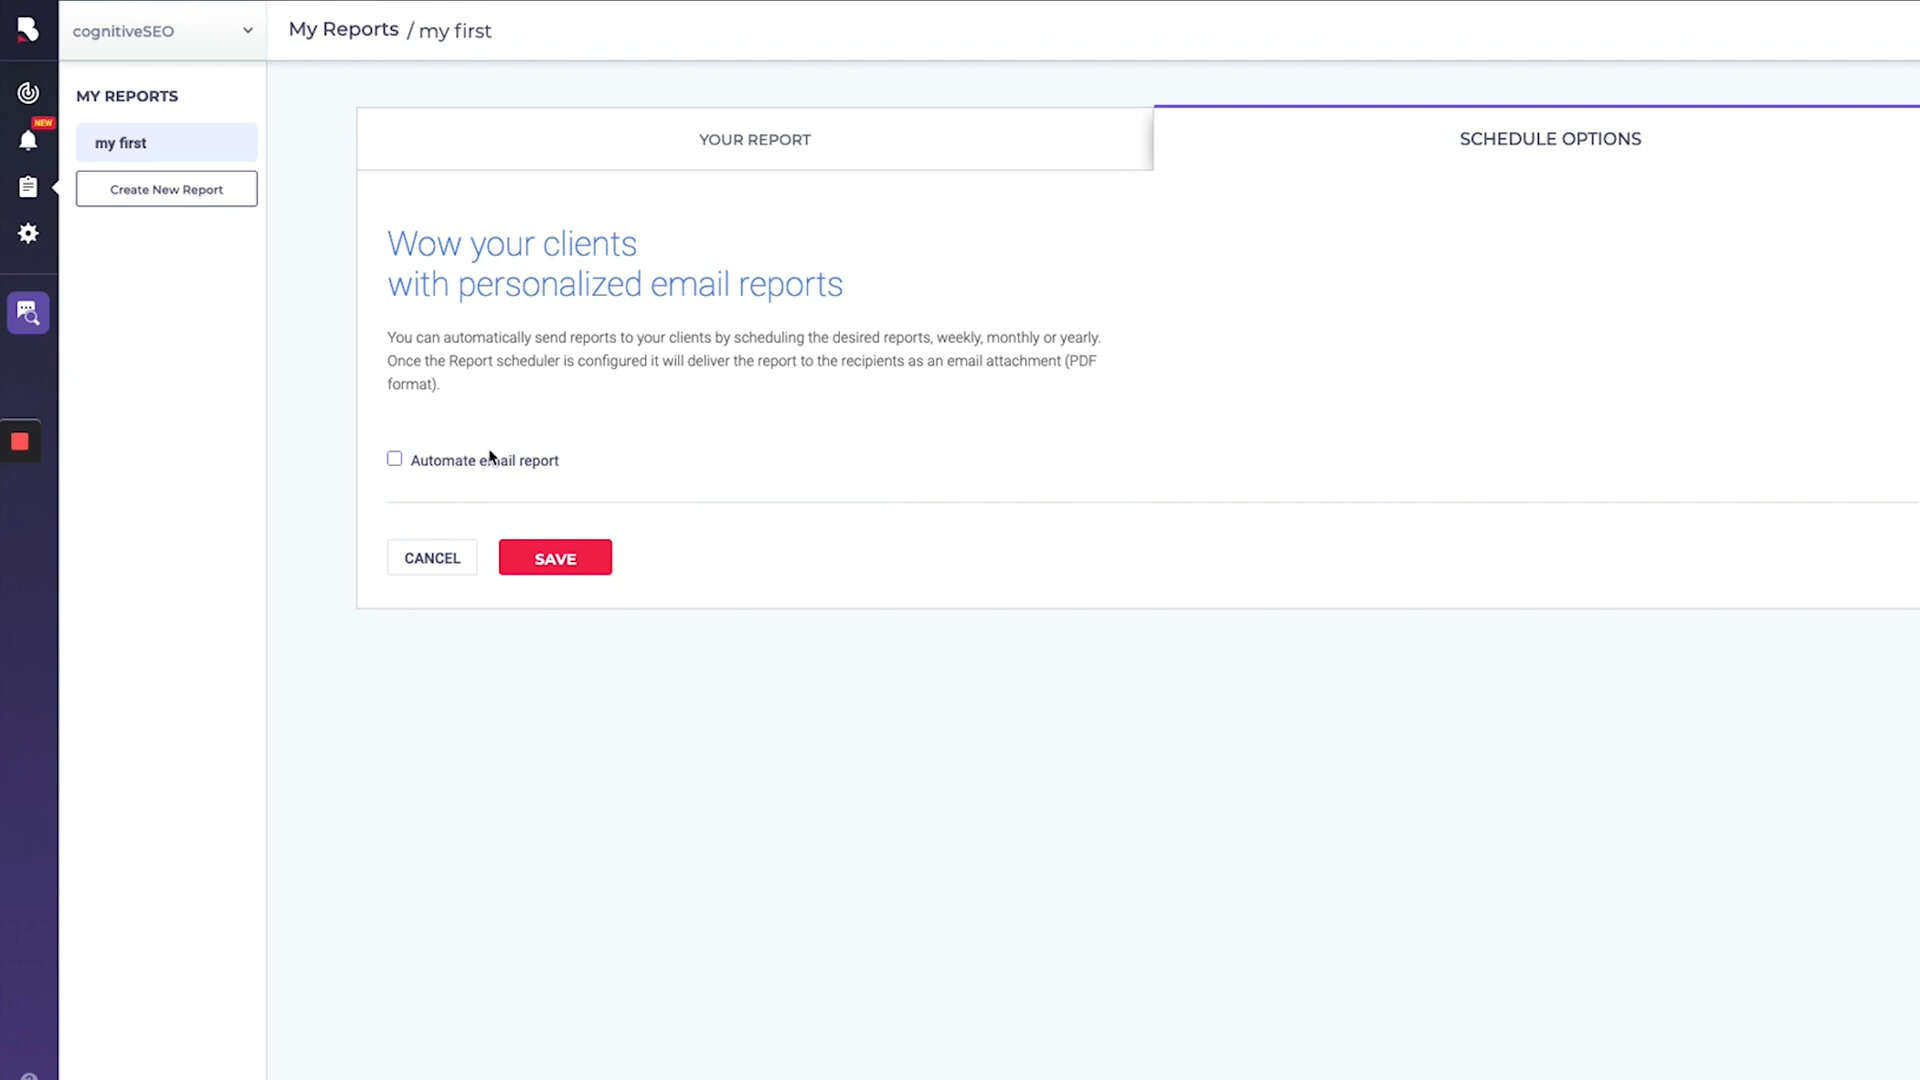 cognitiveSEO
My Reports / my first
MY REPORTS
NEW
my first
Create New Report
YOUR REPORT
SCHEDULE OPTIONS
Wow your clients
with personalized email reports
You can automatically send reports to your clients by scheduling the desired reports, weekly, monthly or yearly.
Once the Report scheduler is configured it will deliver the report to the recipients as an email attachment (PDF
format).
Automate email report
CANCEL
SAVE